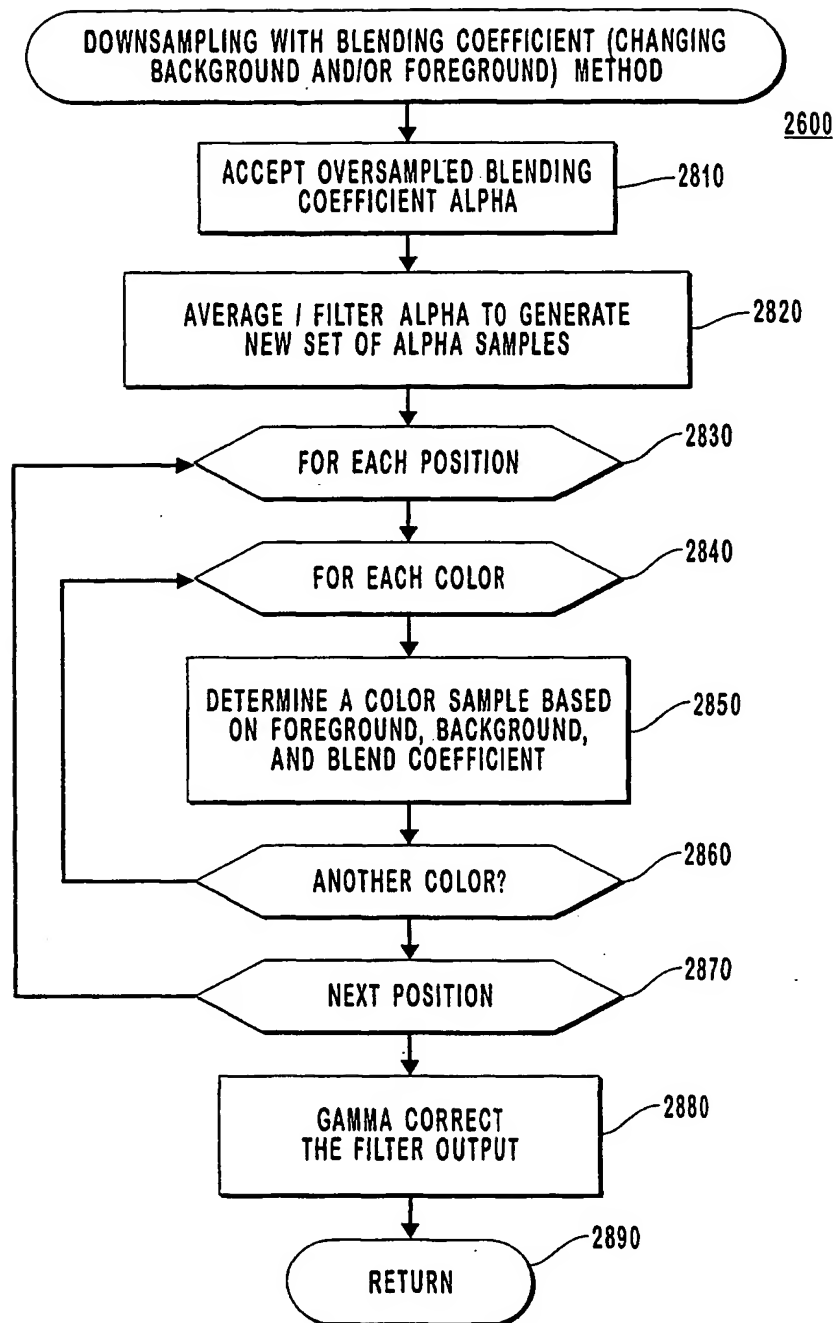 DOWNSAMPLING WITH BLENDING COEFFICIENT (CHANGING
BACKGROUND AND/OR FOREGROUND) METHOD
2600
ACCEPT OVERSAMPLED BLENDING
COEFFICIENT ALPHA
2810
AVERAGE / FILTER ALPHA TO GENERATE
NEW SET OF ALPHA SAMPLES
2820
FOR EACH POSITION
2830
FOR EACH COLOR
2840
DETERMINE A COLOR SAMPLE BASED
ON FOREGROUND, BACKGROUND,
AND BLEND COEFFICIENT
2850
ANOTHER COLOR?
2860
NEXT POSITION
2870
GAMMA CORRECT
THE FILTER OUTPUT
2880
RETURN
2890